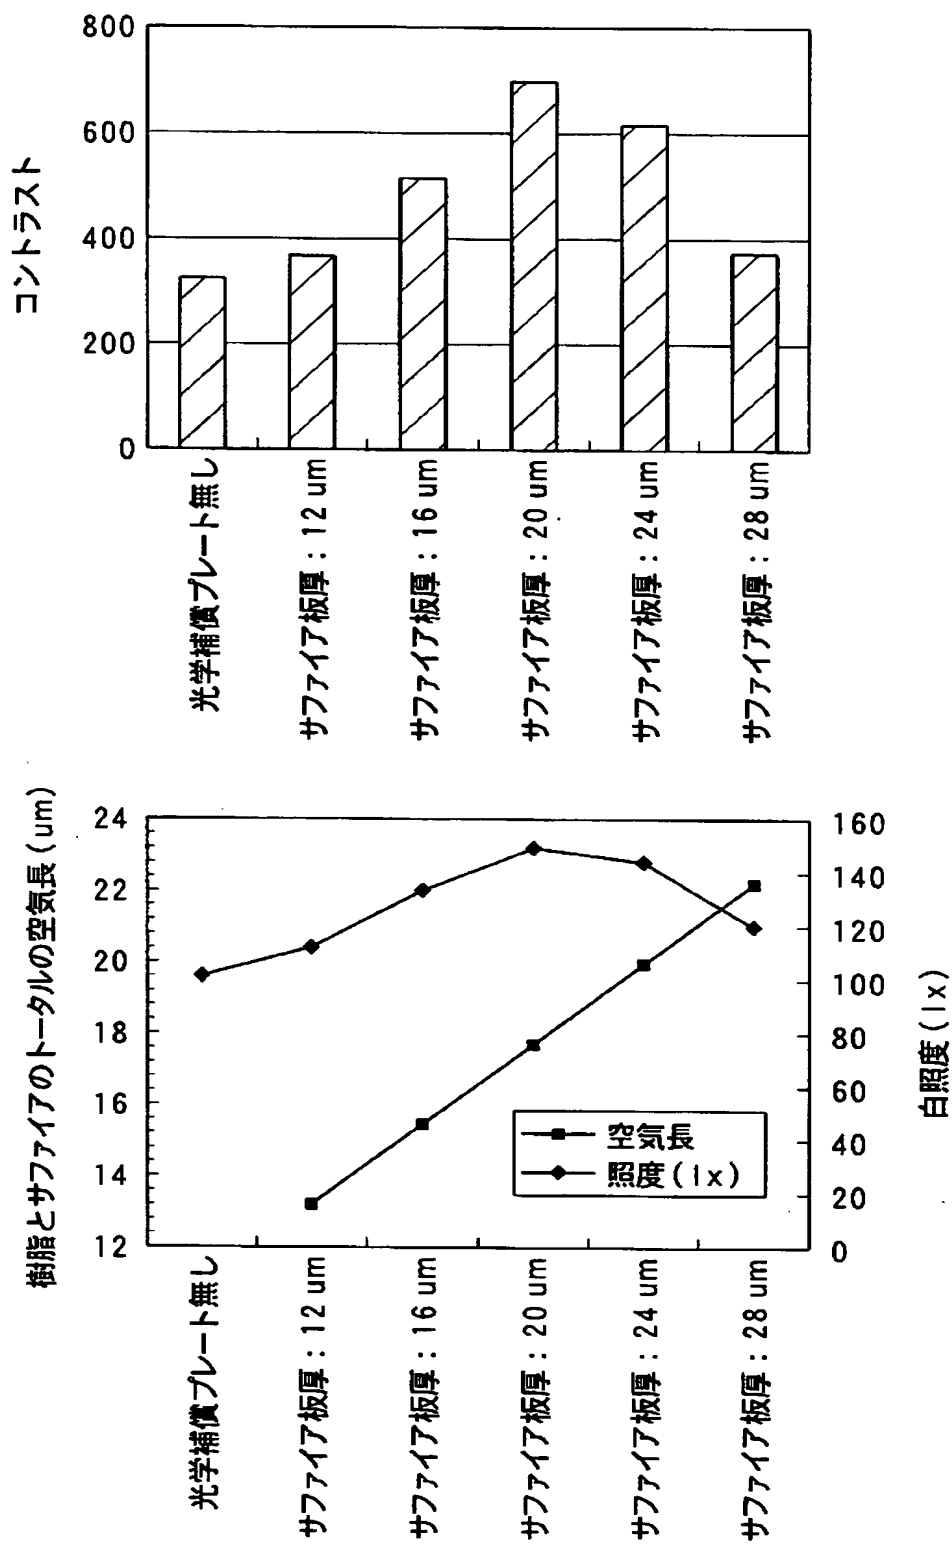 コントラスト
800
600
400
200
0
光学補償プレート無し
サファイア板厚：12 um
サファイア板厚：16 um
サファイア板厚：20 um
サファイア板厚：24 um
サファイア板厚：28 um
樹脂とサファイアのトータルの空気長(um)
24
22
20
18
16
14
12
160
140
120
100
80
60
40
20
0
白照度(lx)
空気長
照度(lx)
光学補償プレート無し
サファイア板厚：12 um
サファイア板厚：16 um
サファイア板厚：20 um
サファイア板厚：24 um
サファイア板厚：28 um